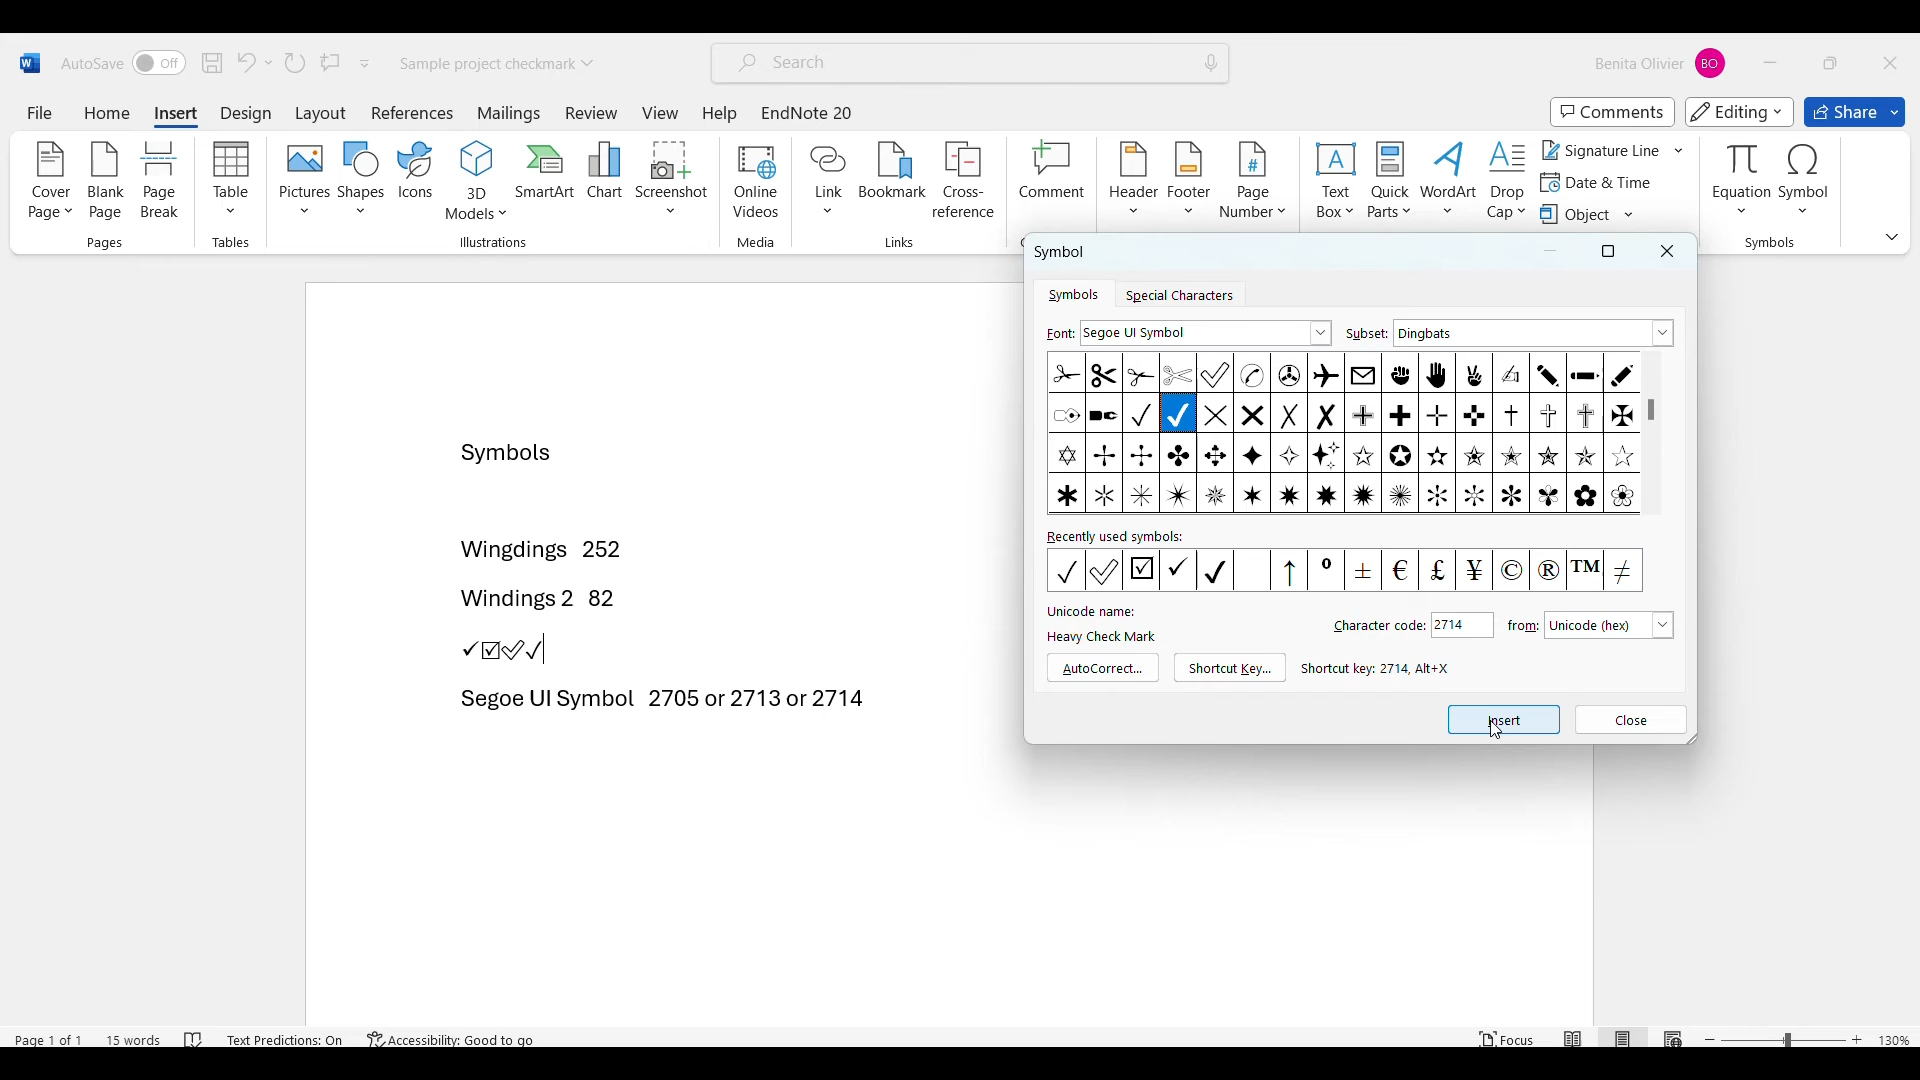 AutoSave Off Sample project checkmark Search Benita Olivier BO
File Home Insert Design Layout References Mailings Review View Help EndNote 20 Comments Editing Share
Cover Page
Blank Page
Page Break
Pages
Table
Tables
Pictures
Shapes
Icons
3D Models
SmartArt
Chart
Screenshot
Illustrations
Online Videos
Media
Link
Bookmark
Cross-reference
Links
Comment
Header
Footer
Page Number
Text Box
Quick Parts
WordArt
Drop Cap
Signature Line
Date & Time
Object
Equation
Symbol
Symbols
Symbols
Wingdings 252
Windings 2 82
✓☑✅✓
Segoe UI Symbol 2705 or 2713 or 2714
Symbol
Symbols Special Characters
Font: Segoe UI Symbol Subset: Dingbats
Recently used symbols:
↑ º ± € £ ¥ © ® ™ ≠
Unicode name:
Heavy Check Mark
Character code: 2714 from: Unicode (hex)
AutoCorrect... Shortcut Key... Shortcut key: 2714, Alt+X
Insert Close
Page 1 of 1 15 words Text Predictions: On Accessibility: Good to go Focus 130%